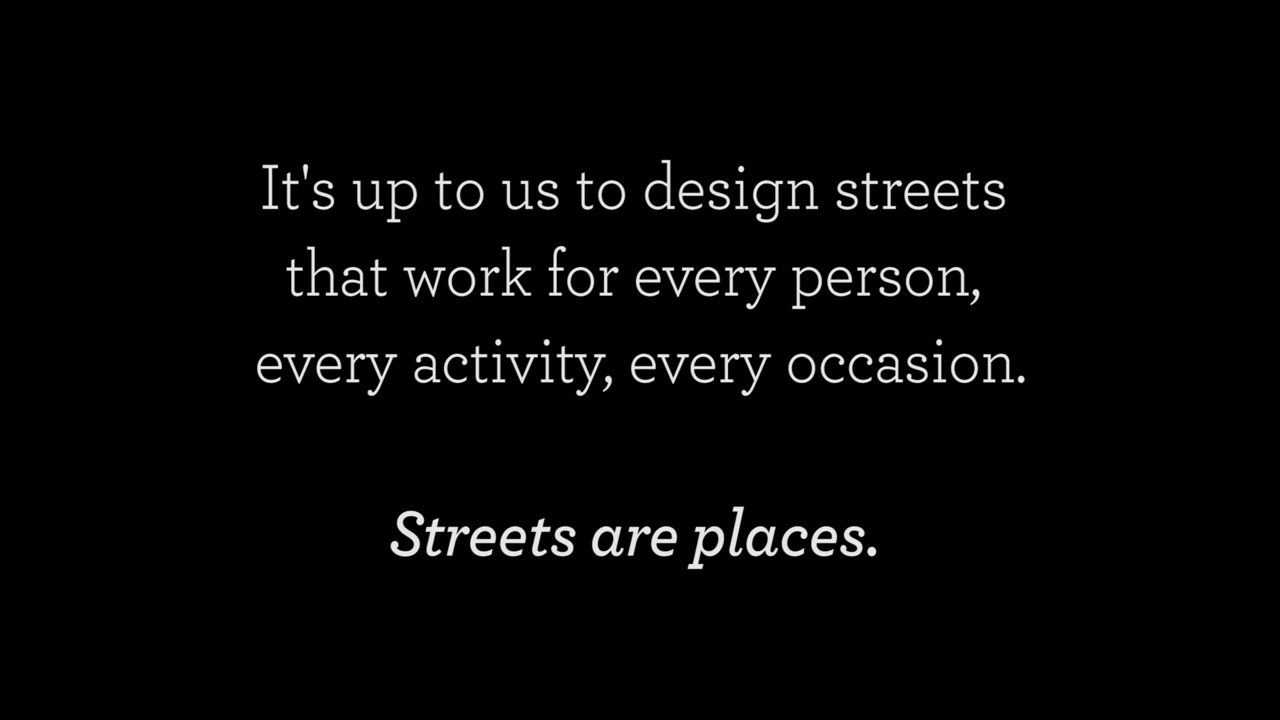 It's up to us to design streets
that work for every person,
every activity, every occasion.
Streets are places.